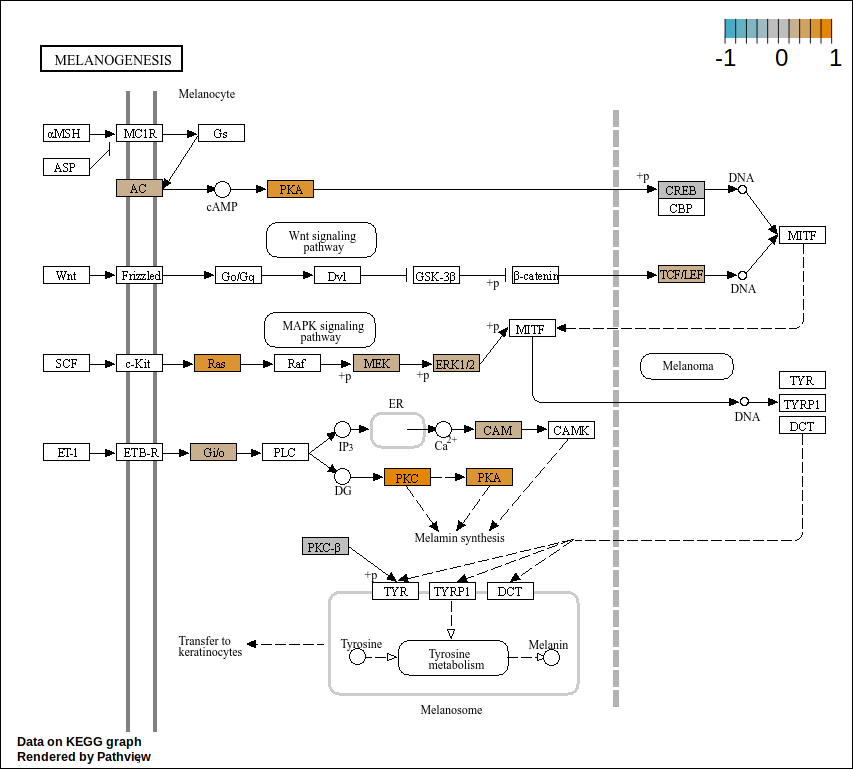 -1 0 1
MELANOGENESIS
Melanocyte
αMSH MC1R Gs
ASP
AC cAMP PKA +p CREB DNA
CBP
MITF
Wnt signaling
pathway
Wnt Frizzled Go/Gq Dvl GSK-3β +p β-catenin TCF/LEF DNA
MAPK signaling
pathway
+p MITF
SCF c-Kit Ras Raf +p MEK +p ERK1/2
Melanoma
TYR
DNA TYRP1
DCT
ER
ET-1 ETB-R Gi/o PLC IP3 Ca2+ CAM CAMK
DG PKC PKA
Melamin synthesis
PKC-β
+p
TYR TYRP1 DCT
Transfer to
keratinocytes
Tyrosine
Tyrosine
metabolism
Melanin
Melanosome
Data on KEGG graph
Rendered by Pathview